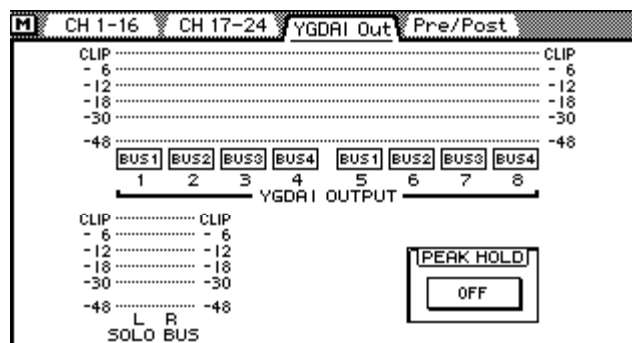 M CH 1-16 CH 17-24 YGDAI Out Pre/Post
CLIP CLIP
- 6 - 6
-12 -12
-18 -18
-30 -30
-48 -48
BUS1 BUS2 BUS3 BUS4 BUS1 BUS2 BUS3 BUS4
1 2 3 4 5 6 7 8
YGDAI OUTPUT
CLIP CLIP
- 6 - 6
-12 -12
-18 -18
-30 -30
-48 -48
L R
SOLO BUS
PEAK HOLD
OFF